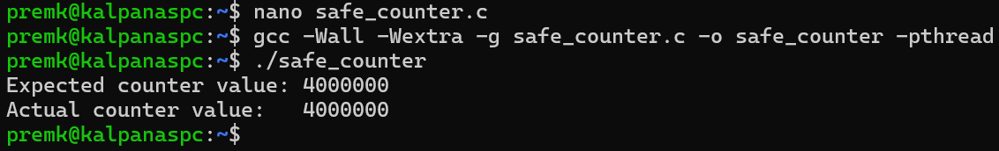 premk@kalpanaspc:~$ nano safe_counter.c
premk@kalpanaspc:~$ gcc -Wall -Wextra -g safe_counter.c -o safe_counter -pthread
premk@kalpanaspc:~$ ./safe_counter
Expected counter value: 4000000
Actual counter value:   4000000
premk@kalpanaspc:~$